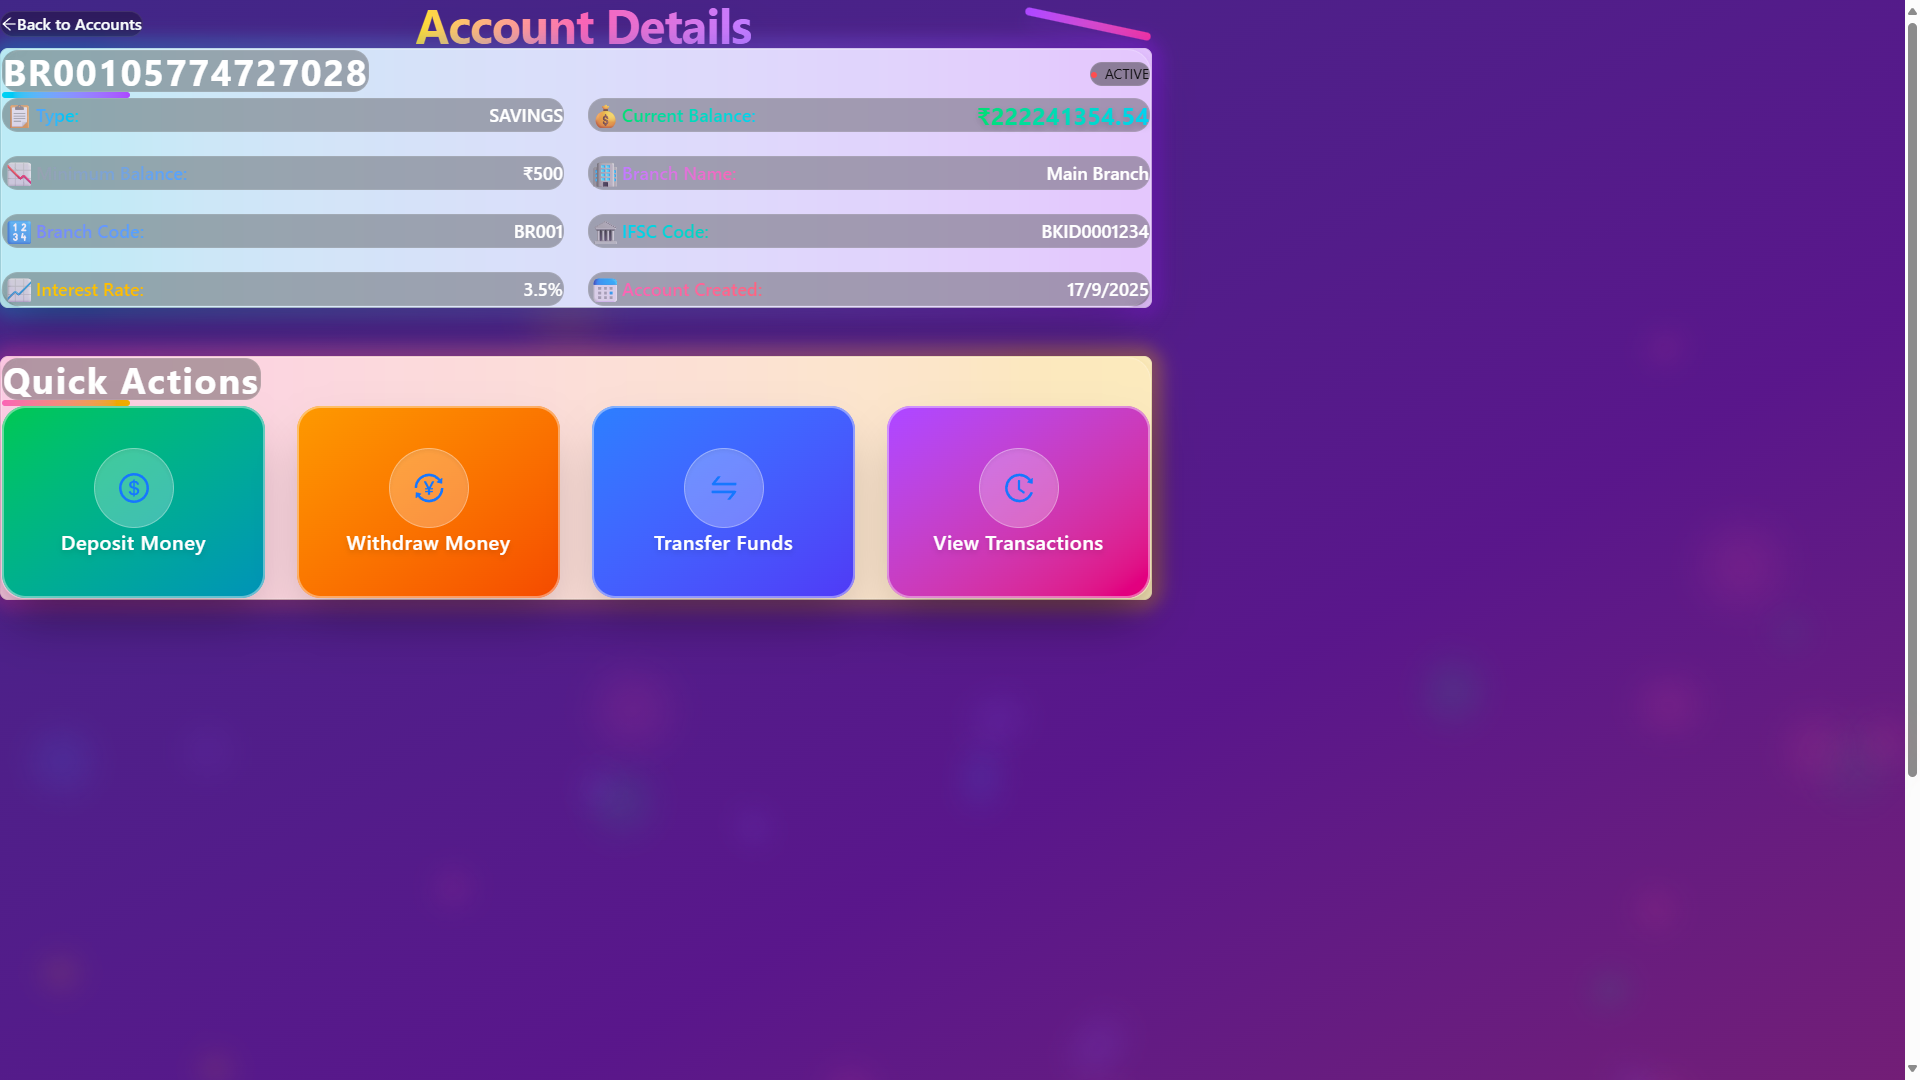 Back to Accounts
Account Details
BR00105774727028
ACTIVE
Type:
SAVINGS
Current Balance:
₹222241354.54
Balance:
₹500
Branch Name:
Main Branch
Branch Code:
BR001
IFSC Code:
BKID0001234
Interest Rate:
3.5%
Account Created:
17/9/2025
Quick Actions
Deposit Money
Withdraw Money
Transfer Funds
View Transactions